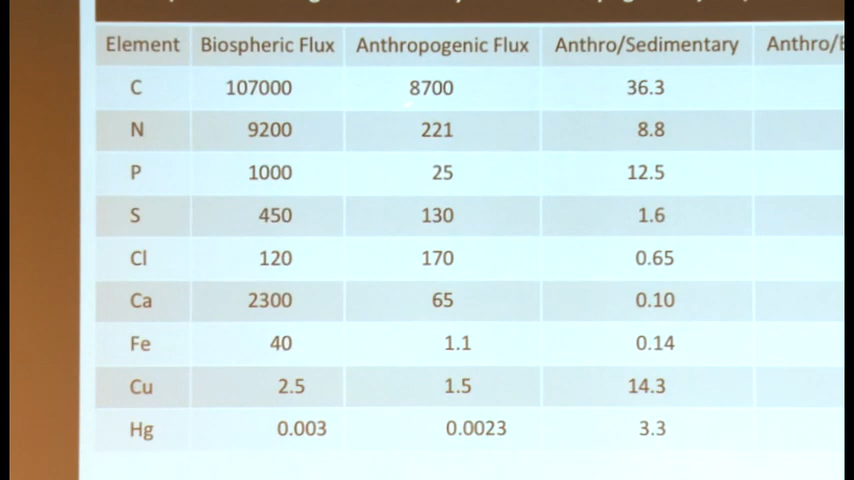 Element Biospheric Flux Anthropogenic Flux Anthro/Sedimentary Anthro/
C 107000 8700 36.3
N 9200 221 8.8
P 1000 25 12.5
S 450 130 1.6
Cl 120 170 0.65
Ca 2300 65 0.10
Fe 40 1.1 0.14
Cu 2.5 1.5 14.3
Hg 0.003 0.0023 3.3